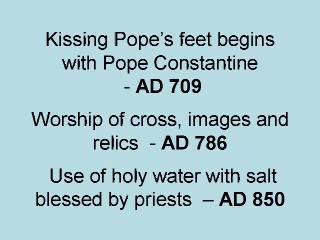 Kissing Pope's feet begins
with Pope Constantine
- AD 709
Worship of cross, images and
relics - AD 786
Use of holy water with salt
blessed by priests – AD 850